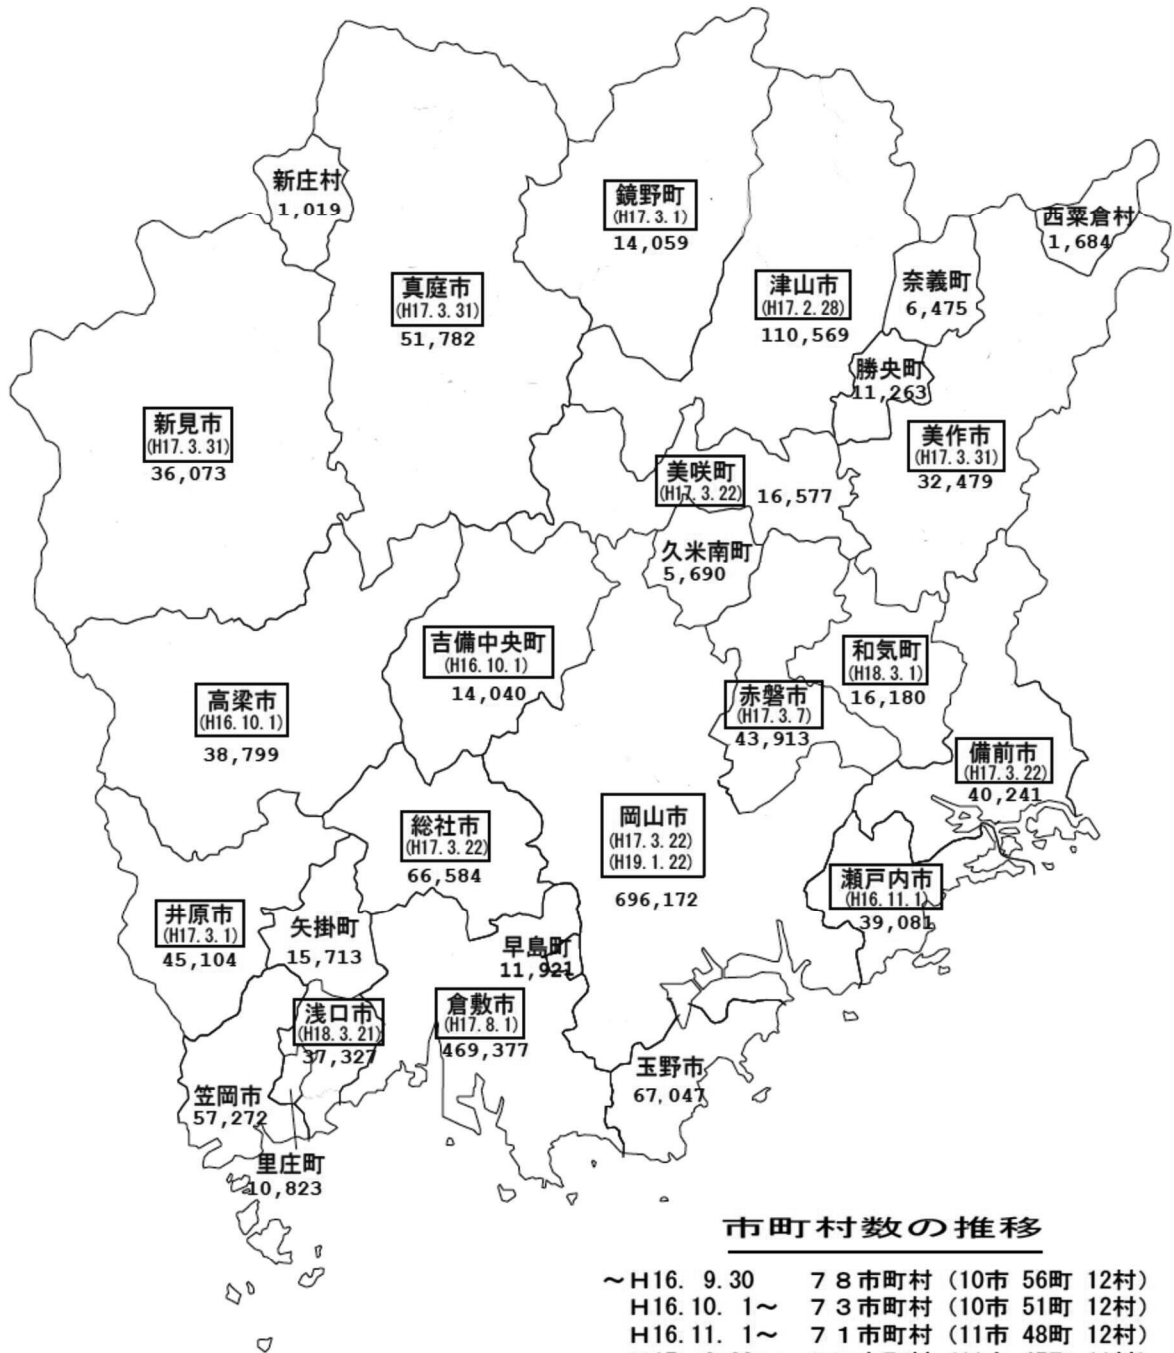 新庄村
1,019
鏡野町
(H17.3.1)
14,059
西粟倉村
1,684
真庭市
(H17.3.31)
51,782
津山市
(H17.2.28)
110,569
奈義町
6,475
勝央町
11,263
新見市
(H17.3.31)
36,073
美作市
(H17.3.31)
32,479
美咲町
(H17.3.22)
16,577
久米南町
5,690
吉備中央町
(H16.10.1)
14,040
和気町
(H18.3.1)
16,180
高梁市
(H16.10.1)
38,799
赤磐市
(H17.3.7)
43,913
備前市
(H17.3.22)
40,241
総社市
(H17.3.22)
66,584
岡山市
(H17.3.22)
(H19.1.22)
696,172
瀬戸内市
(H16.11.1)
39,081
井原市
(H17.3.1)
45,104
矢掛町
15,713
早島町
11,921
浅口市
(H18.3.21)
37,327
倉敷市
(H17.8.1)
469,377
玉野市
67,047
笠岡市
57,272
里庄町
10,823
市町村数の推移
～H16. 9.30 78市町村 (10市 56町 12村)
H16.10. 1～ 73市町村 (10市 51町 12村)
H16.11. 1～ 71市町村 (11市 48町 12村)